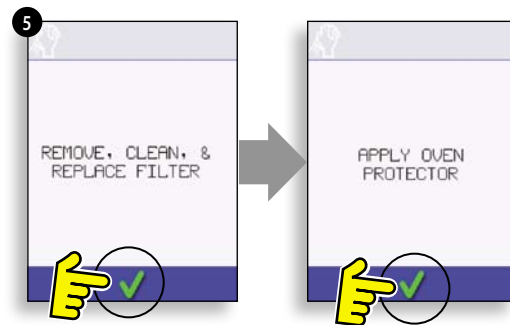 5
REMOVE, CLEAN, &
REPLACE FILTER
APPLY OVEN
PROTECTOR